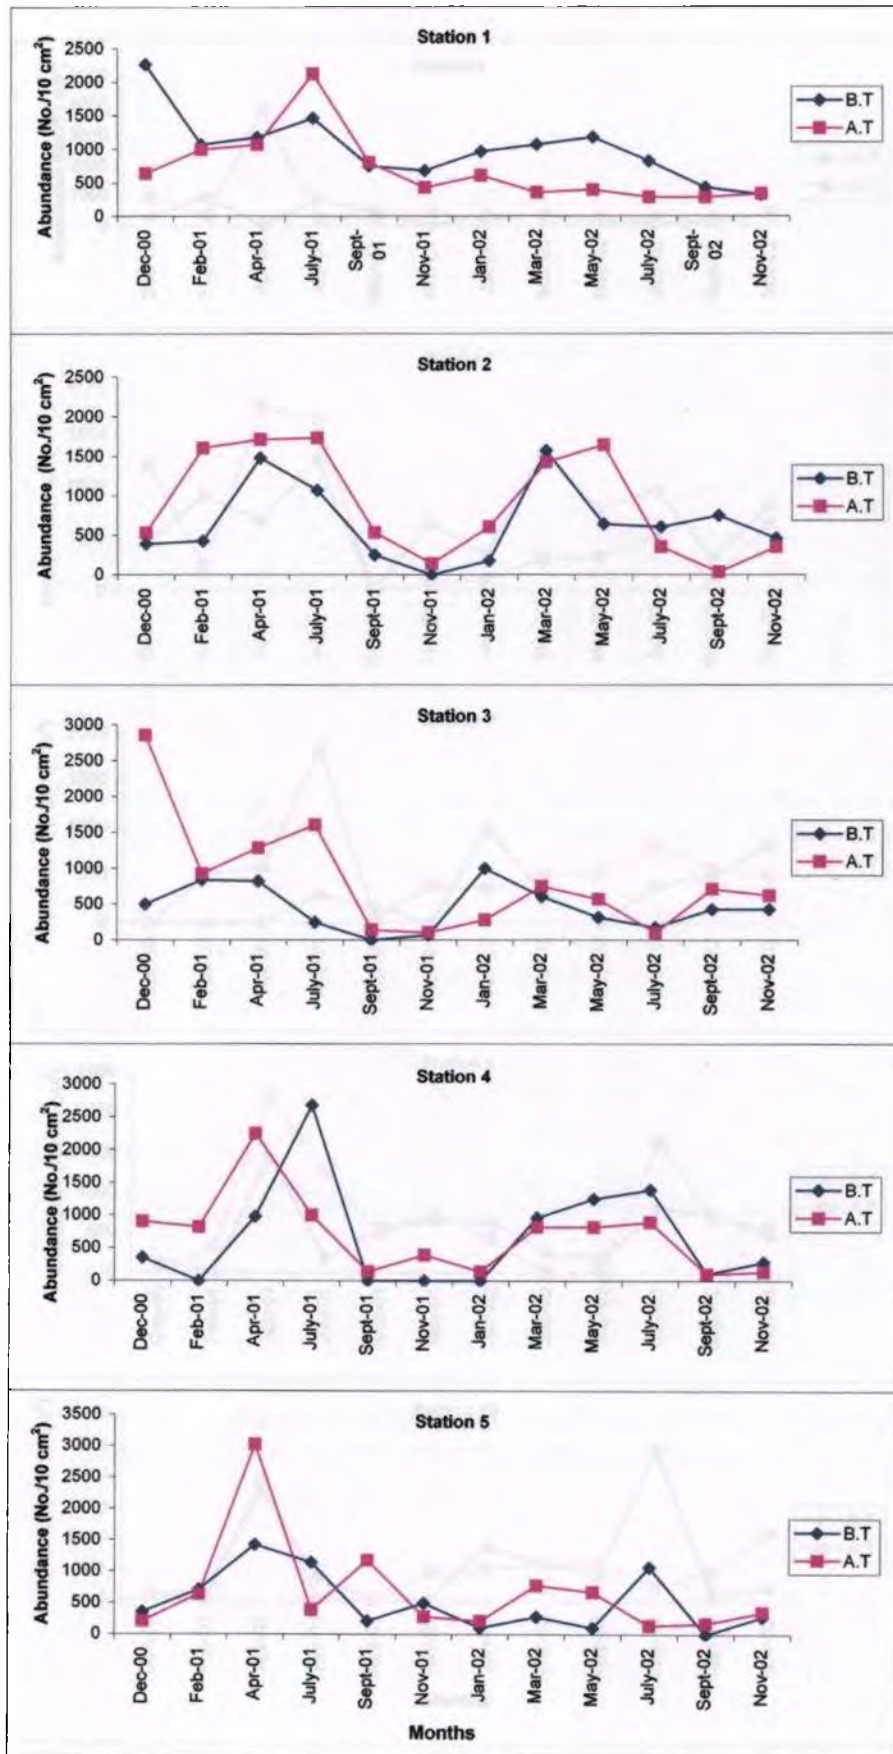 Station 1
Abundance (No./10 cm²)
2500
2000
1500
1000
500
0
Dec-00
Feb-01
Apr-01
July-01
Sept-
01
Nov-01
Jan-02
Mar-02
May-02
July-02
Sept-
02
Nov-02
B.T
A.T
Station 2
Abundance (No./10 cm²)
2500
2000
1500
1000
500
0
Dec-00
Feb-01
Apr-01
July-01
Sept-01
Nov-01
Jan-02
Mar-02
May-02
July-02
Sept-02
Nov-02
B.T
A.T
Station 3
Abundance (No./10 cm²)
3000
2500
2000
1500
1000
500
0
Dec-00
Feb-01
Apr-01
July-01
Sept-01
Nov-01
Jan-02
Mar-02
May-02
July-02
Sept-02
Nov-02
B.T
A.T
Station 4
Abundance (No./10 cm²)
3000
2500
2000
1500
1000
500
0
Dec-00
Feb-01
Apr-01
July-01
Sept-01
Nov-01
Jan-02
Mar-02
May-02
July-02
Sept-02
Nov-02
B.T
A.T
Station 5
Abundance (No./10 cm²)
3500
3000
2500
2000
1500
1000
500
0
Dec-00
Feb-01
Apr-01
July-01
Sept-01
Nov-01
Jan-02
Mar-02
May-02
July-02
Sept-02
Nov-02
B.T
A.T
Months